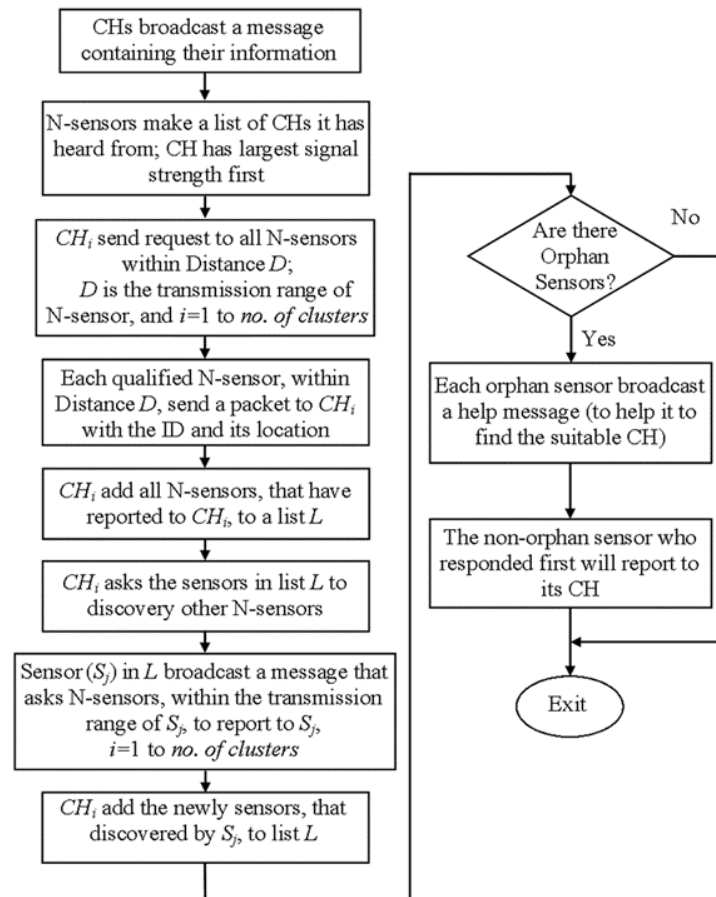 CHs broadcast a message
containing their information
N-sensors make a list of CHs it has
heard from; CH has largest signal
strength first
CHi send request to all N-sensors
within Distance D;
D is the transmission range of
N-sensor, and i=1 to no. of clusters
Each qualified N-sensor, within
Distance D, send a packet to CHi
with the ID and its location
CHi add all N-sensors, that have
reported to CHi, to a list L
CHi asks the sensors in list L to
discovery other N-sensors
Sensor (Sj) in L broadcast a message that
asks N-sensors, within the transmission
range of Sj, to report to Sj,
i=1 to no. of clusters
CHi add the newly sensors, that
discovered by Sj, to list L
Are there
Orphan
Sensors?
No
Yes
Each orphan sensor broadcast
a help message (to help it to
find the suitable CH)
The non-orphan sensor who
responded first will report to
its CH
Exit